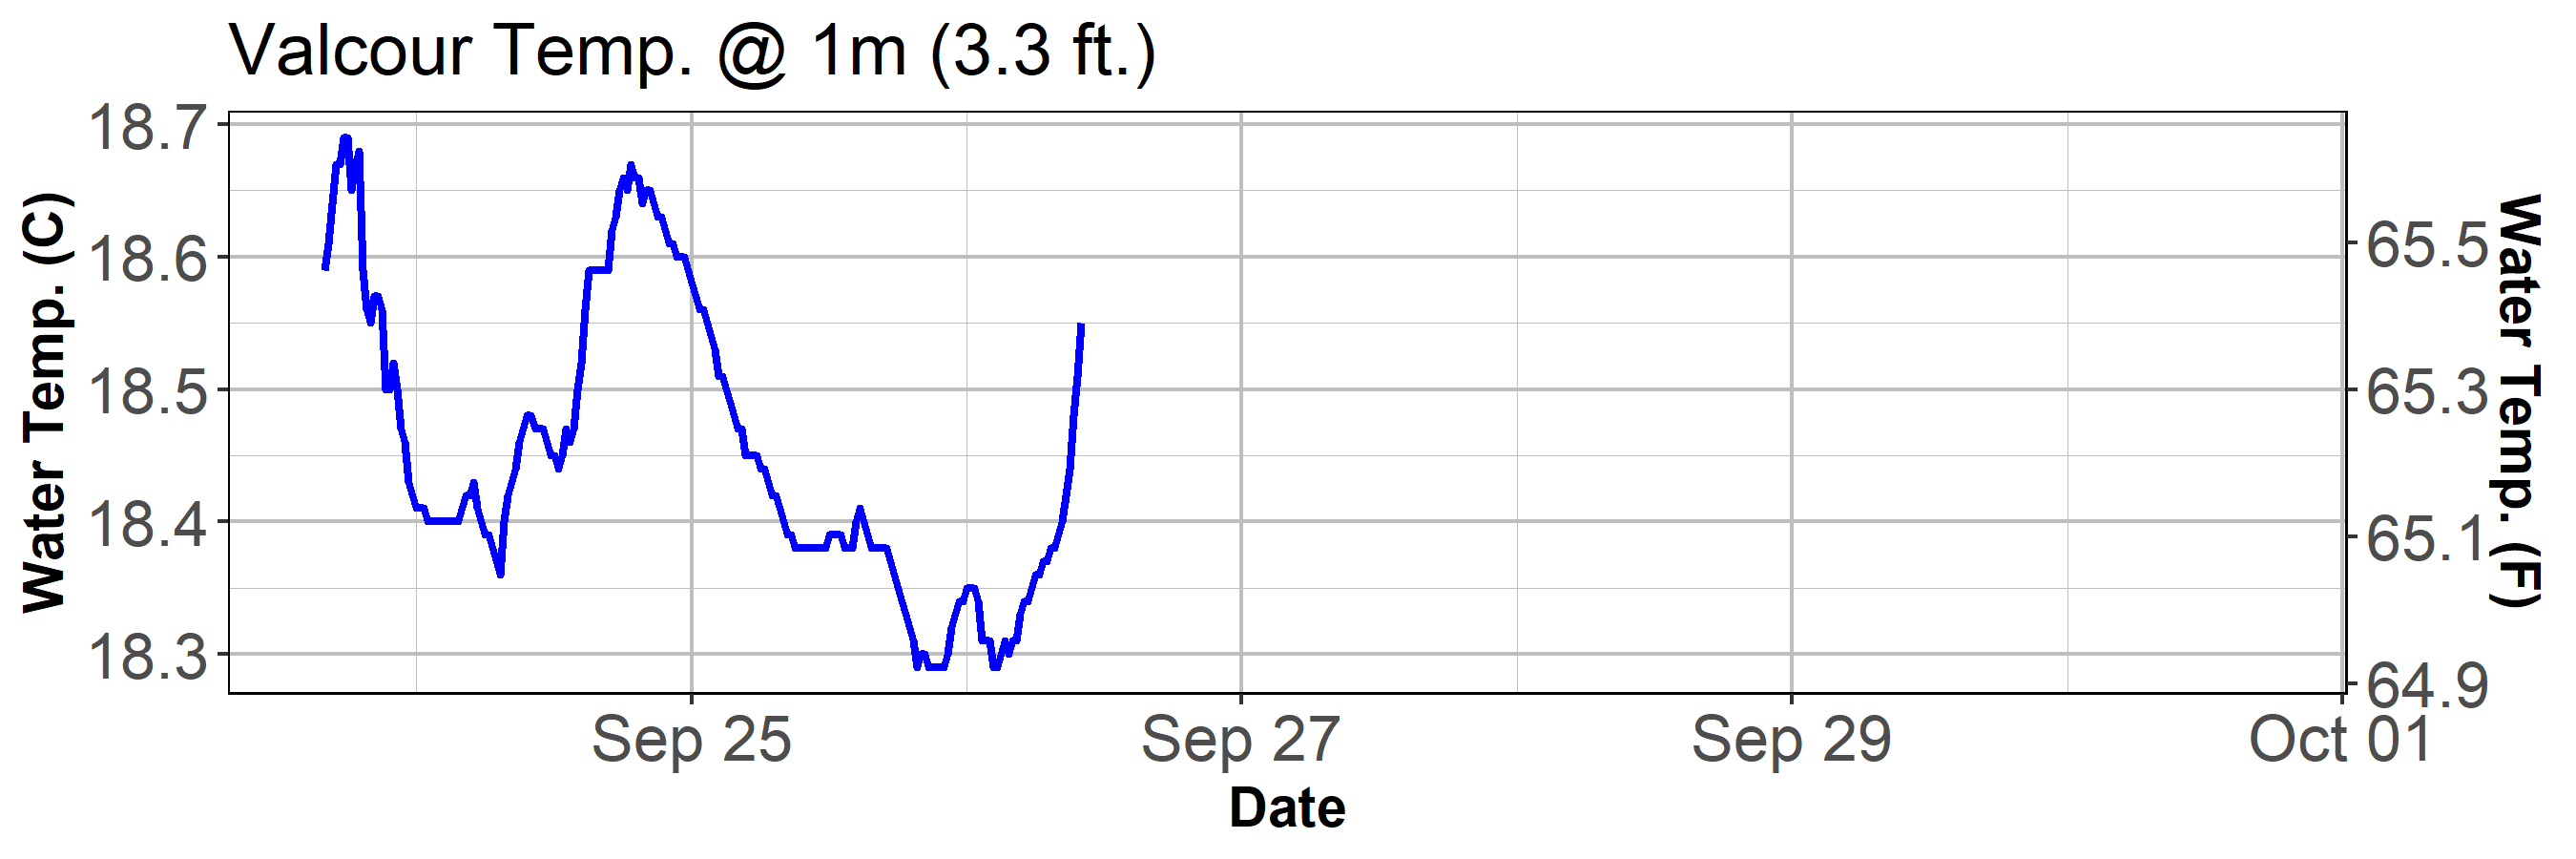 Valcour Temp. @ 1m (3.3 ft.)
Water Temp. (C)
18.7
18.6
18.5
18.4
18.3
65.5
65.3
65.1
64.9
Water Temp. (F)
Sep 25
Sep 27
Sep 29
Oct 01
Date